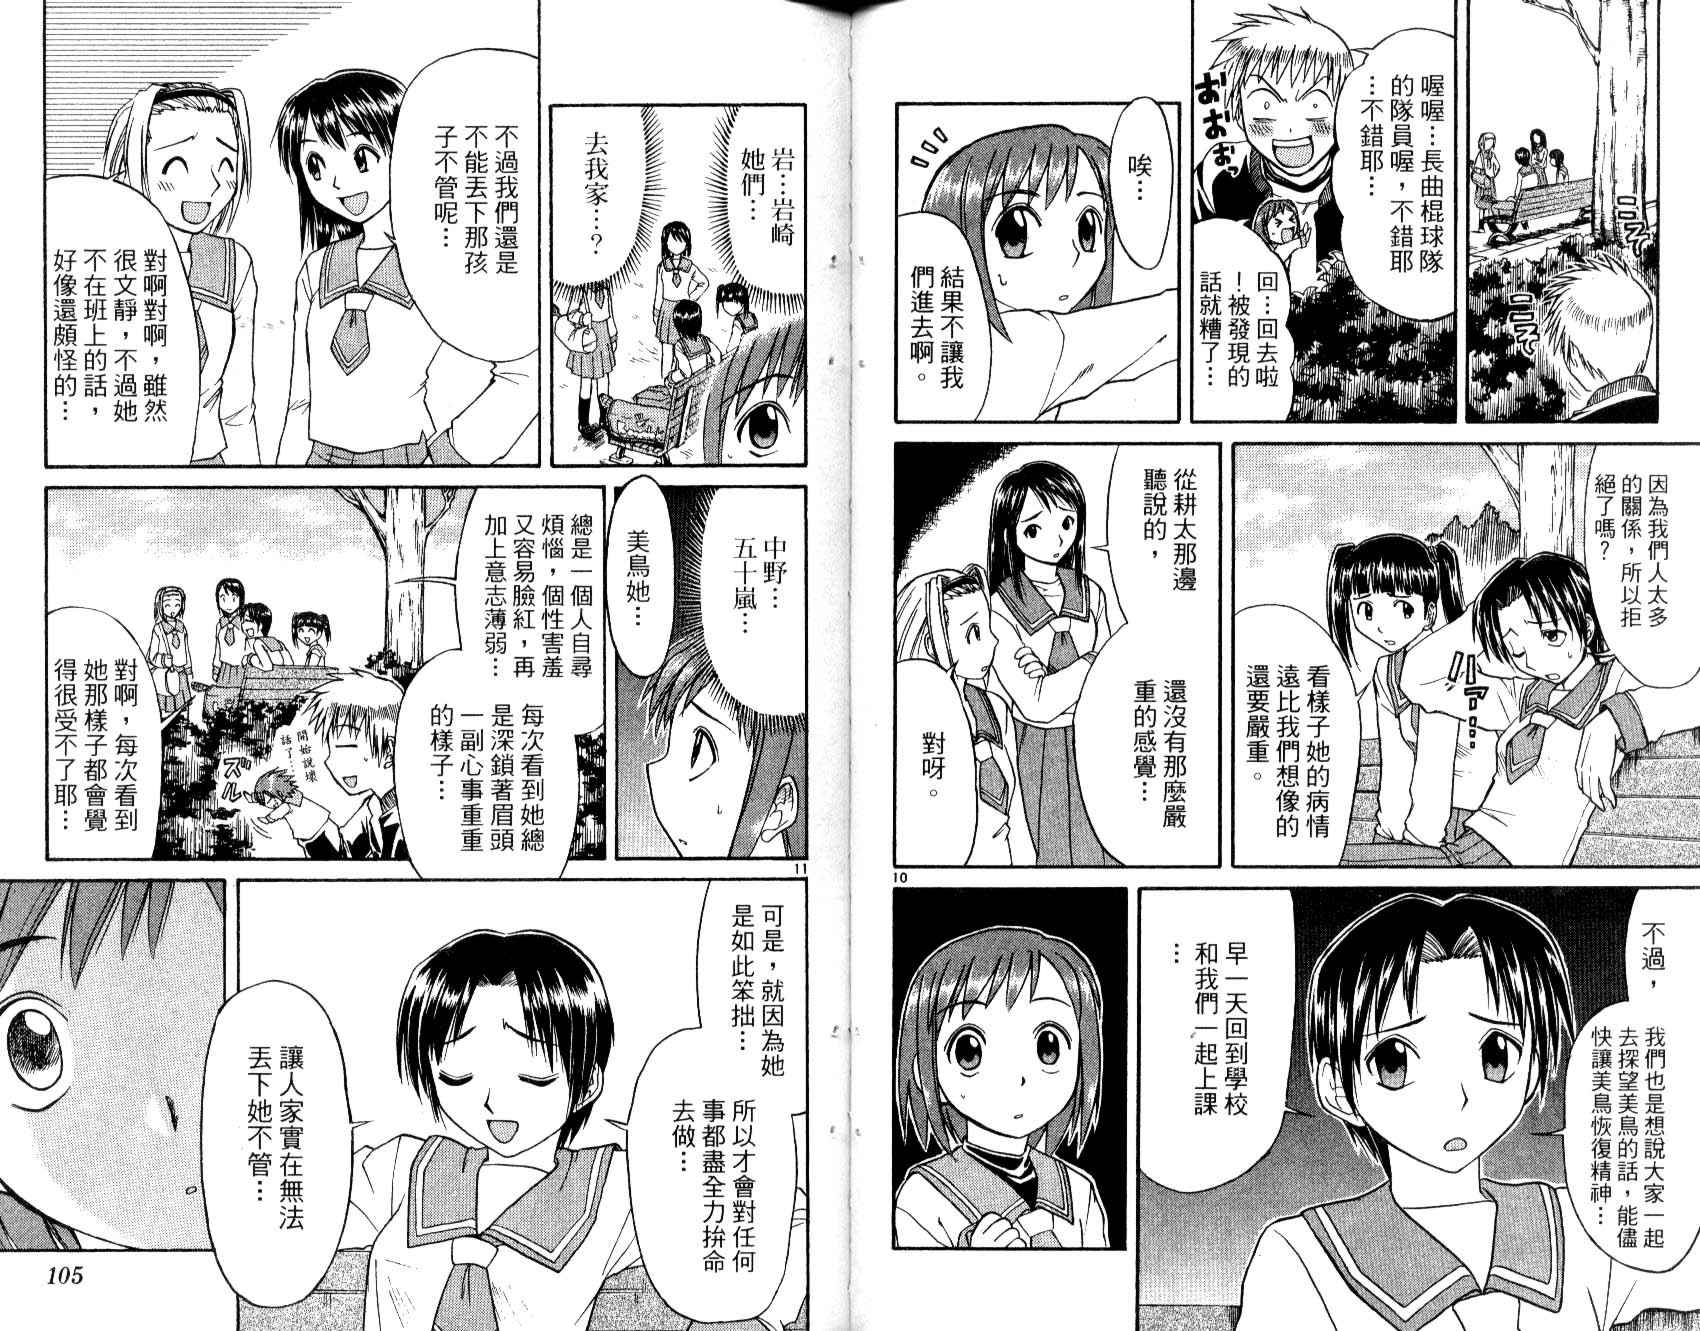 喔喔…長曲棍球隊
的隊員喔，不錯耶
…不錯耶…
おおおっ
回…回去啦
！被發現的
話就糟了…
唉…
結果不讓我
們進去啊。
因為我們人太多
的關係，所以拒
絕了嗎？
看樣子她的病情
遠比我們想像的
還要嚴重。
從耕太那邊
聽說的，
還沒有那麼嚴
重的感覺…
對呀。
不過，
我們也是想說大家一起
去探望美鳥的話，能儘
快讓美鳥恢復精神…
早一天回到學校
和我們一起上課
…
10
岩…岩崎
她們…
去我家…？
不過我們還是
不能丟下那孩
子不管呢…
對啊對啊，雖然
很文靜，不過她
不在班上的話，
好像還頗怪的…
中野…
五十嵐…
美鳥她…
總是一個人自尋
煩惱，個性害羞
又容易臉紅，再
加上意志薄弱…
每次看到她總
是深鎖著眉頭
一副心事重重
的樣子…
開始說壞
話了…
ズル
對啊，每次看到
她那樣子都會覺
得很受不了耶…
11
可是，就因為她
是如此笨拙…
所以才會對任何
事都盡全力拚命
去做…
讓人家實在無法
丟下她不管…
105